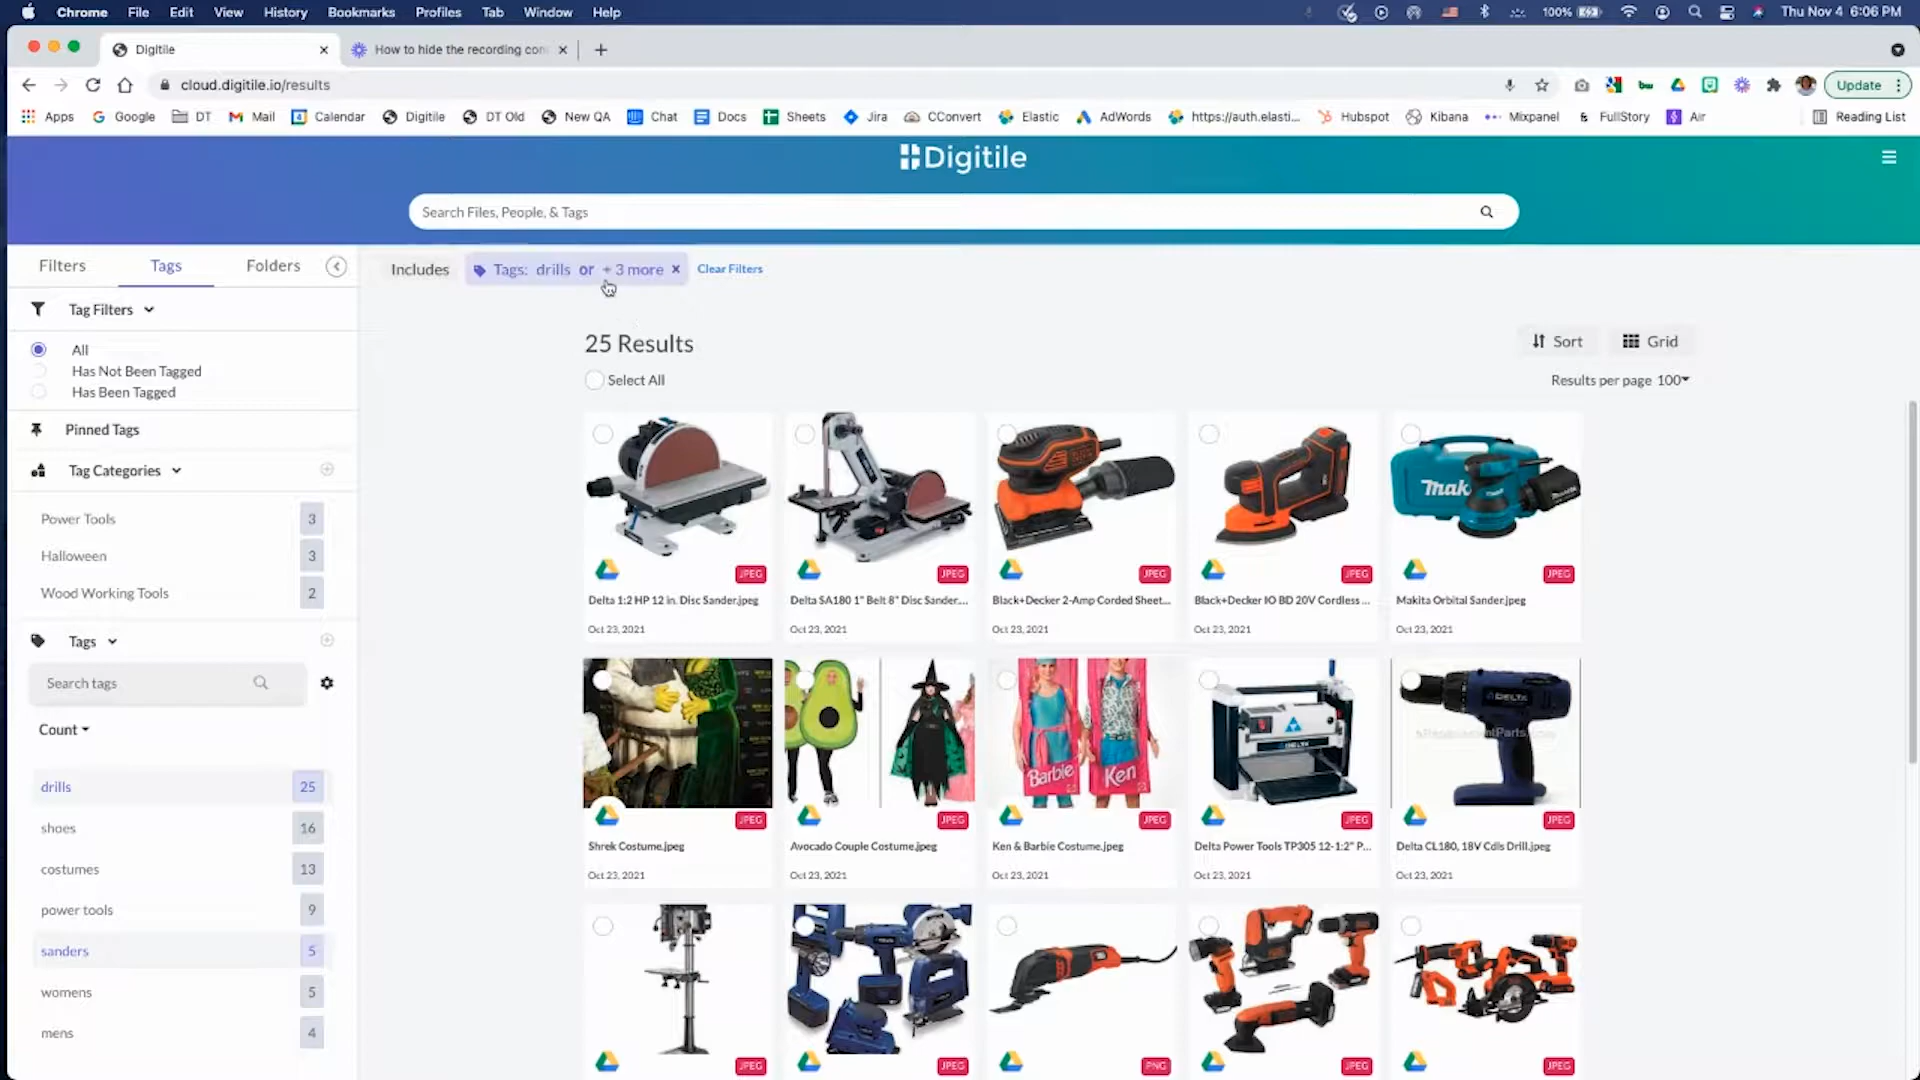 Chrome File Edit View History Bookmarks Profiles Tab Window Help 100% Thu Nov 4 6:06 PM
Digitile How to hide the recording con
cloud.digitile.io/results Update
Apps Google DT Mail Calendar Digitile DT Old New QA Chat Docs Sheets Jira CConvert Elastic AdWords https://auth.elasti... Hubspot Kibana Mixpanel FullStory Air Reading List
Digitile
Search Files, People, & Tags
Filters Tags Folders
Includes Tags: drills or + 3 more × Clear Filters
Tag Filters
All
Has Not Been Tagged
Has Been Tagged
Pinned Tags
Tag Categories
Power Tools 3
Halloween 3
Wood Working Tools 2
Tags
Search tags
Count
drills 25
shoes 16
costumes 13
power tools 9
sanders 5
womens 5
mens 4
25 Results
Sort Grid
Select All
Results per page 100
Mak
JPEG JPEG JPEG JPEG JPEG
Delta 1:2 HP 12 in. Disc Sander.jpeg
Delta SA180 1" Belt 8" Disc Sander....
Black+Decker 2-Amp Corded Sheet...
Black+Decker IO BD 20V Cordless ...
Makita Orbital Sander.jpeg
Oct 23, 2021 Oct 23, 2021 Oct 23, 2021 Oct 23, 2021 Oct 23, 2021
Barbie Ken DELTA DELTA
JPEG JPEG JPEG JPEG JPEG
Shrek Costume.jpeg
Avocado Couple Costume.jpeg
Ken & Barbie Costume.jpeg
Delta Power Tools TP305 12-1:2" P...
Delta CL180, 18V Cdls Drill.jpeg
Oct 23, 2021 Oct 23, 2021 Oct 23, 2021 Oct 23, 2021 Oct 23, 2021
JPEG JPEG PNG JPEG JPEG